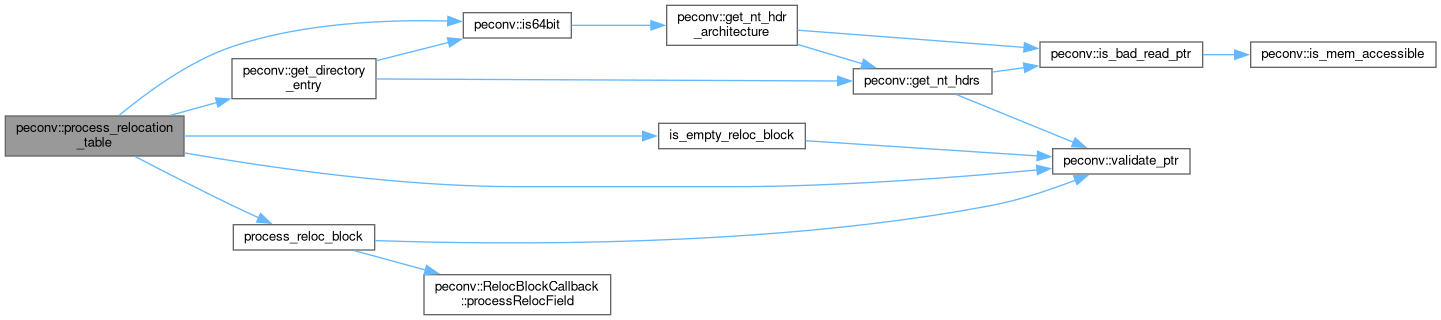 peconv::process_relocation
_table
peconv::get_directory
_entry
peconv::is64bit
peconv::get_nt_hdr
_architecture
peconv::get_nt_hdrs
peconv::is_bad_read_ptr
peconv::is_mem_accessible
is_empty_reloc_block
peconv::validate_ptr
process_reloc_block
peconv::RelocBlockCallback
::processRelocField